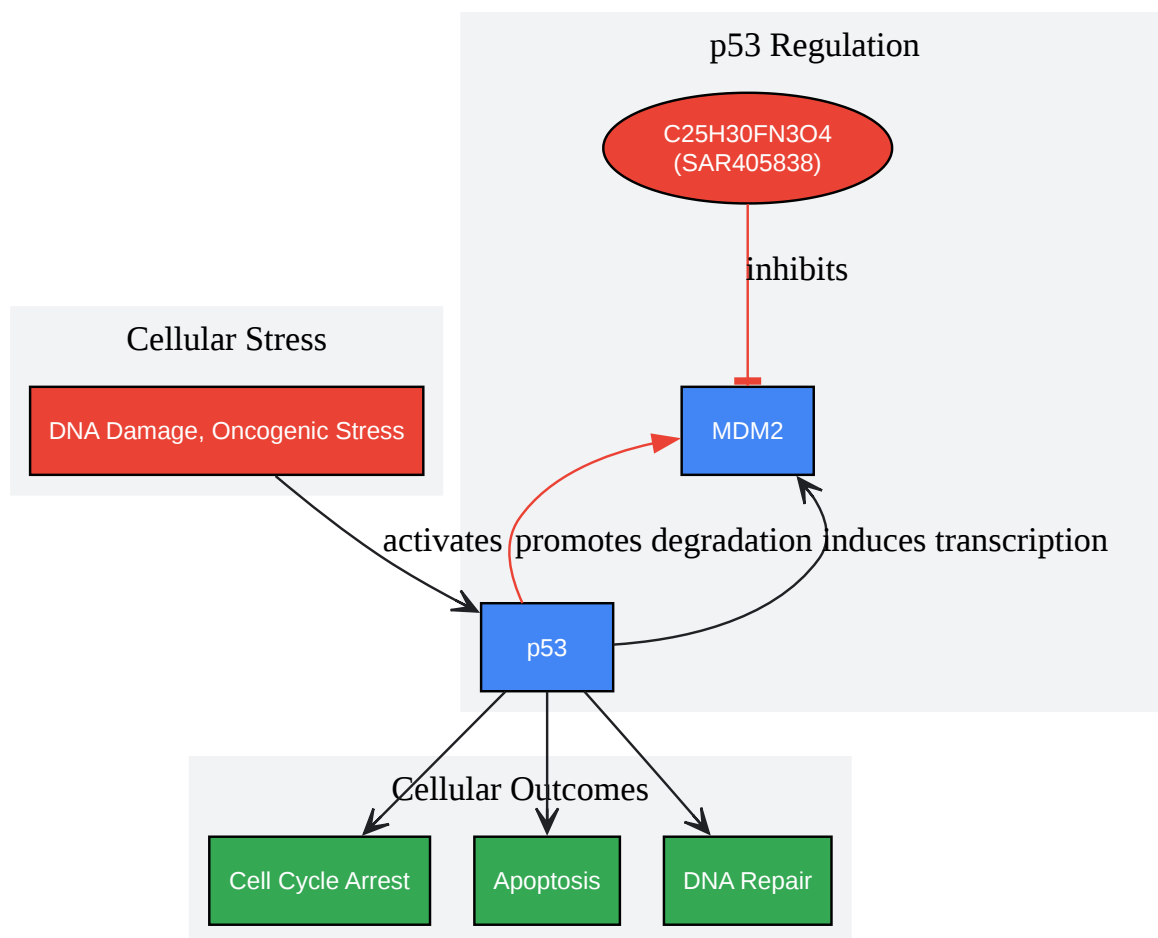 p53 Regulation
C25H30FN3O4
(SAR405838)
inhibits
Cellular Stress
DNA Damage, Oncogenic Stress
MDM2
activates
promotes degradation
induces transcription
p53
Cellular Outcomes
Cell Cycle Arrest
Apoptosis
DNA Repair